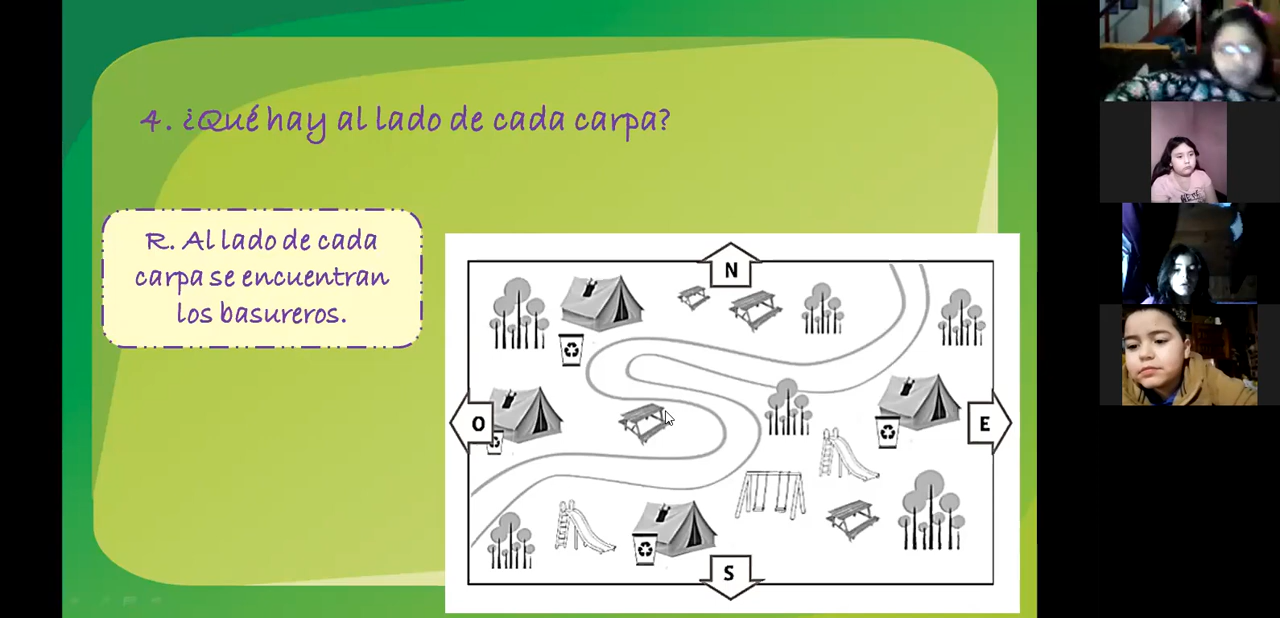 4. ¿Qué hay al lado de cada carpa?
R. Al lado de cada
carpa se encuentran
los basureros.
N
O
E
S